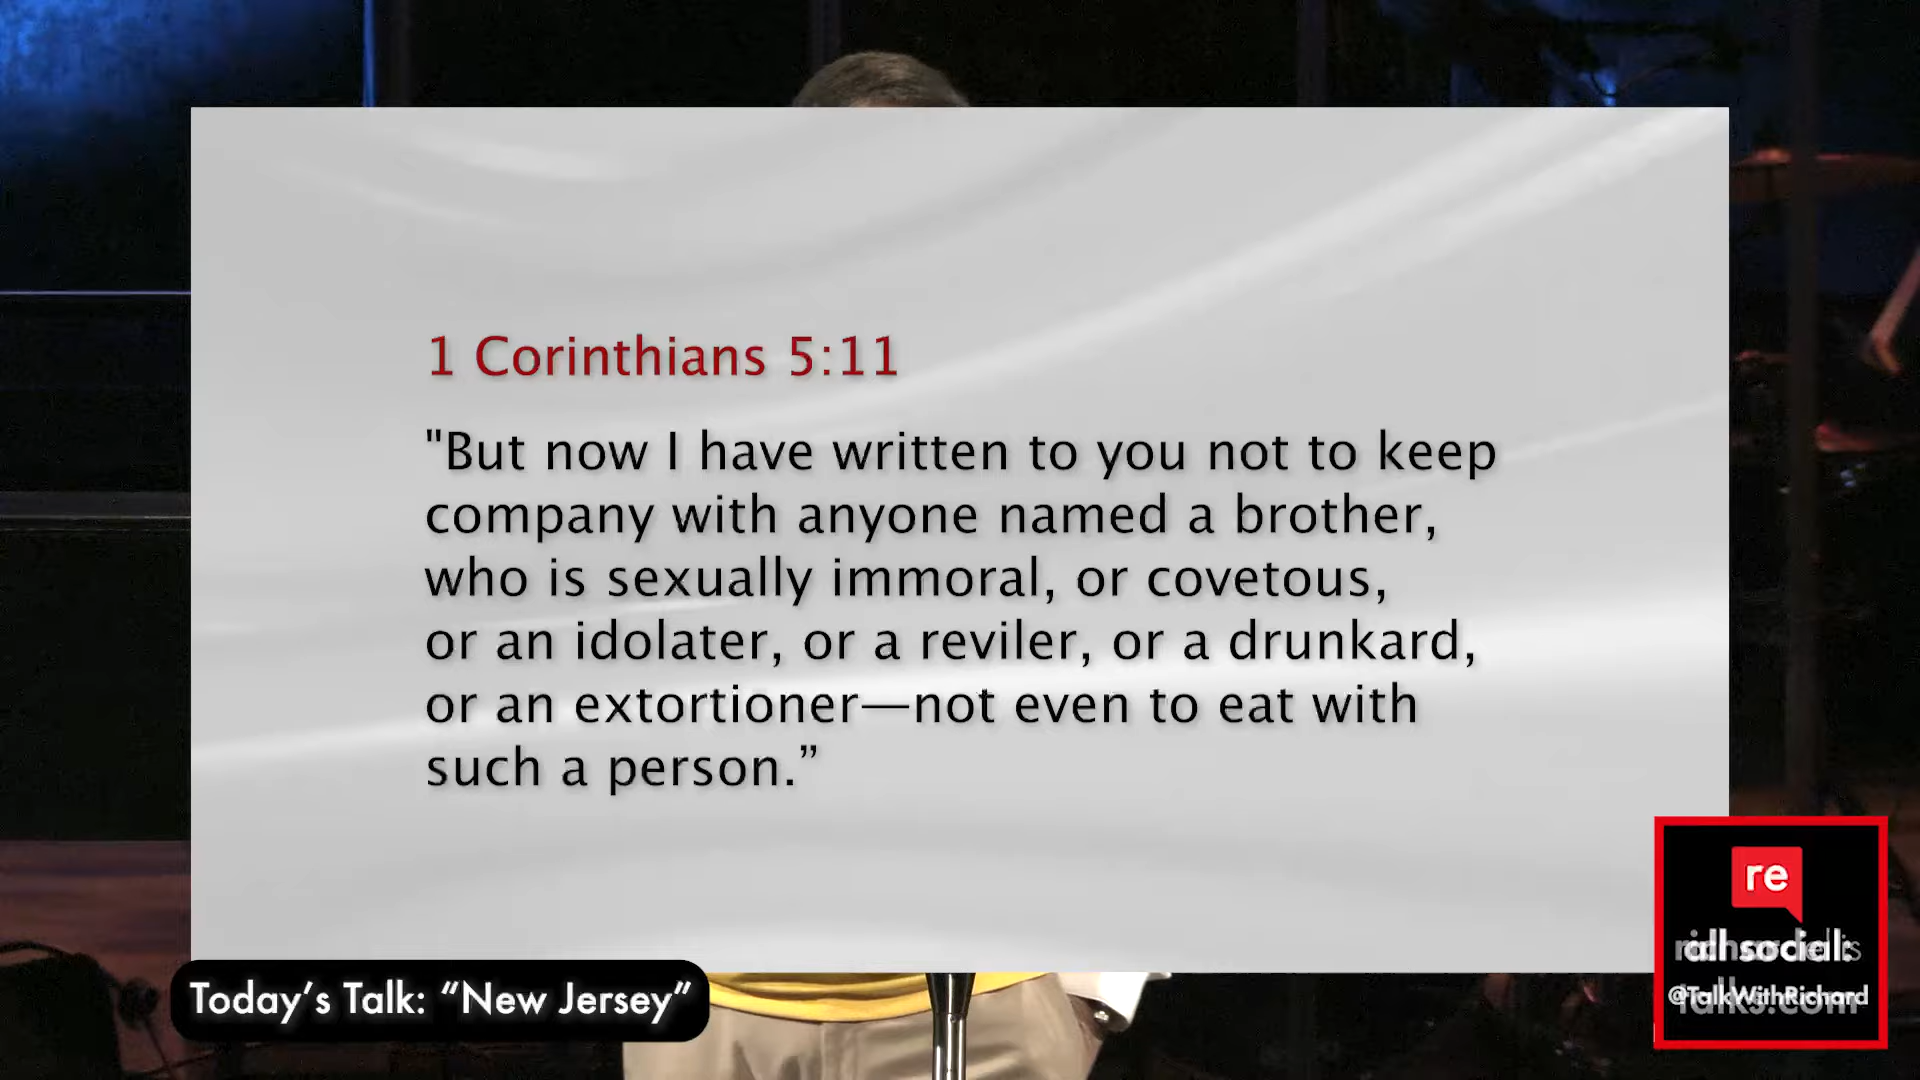 1 Corinthians 5:11
"But now I have written to you not to keep
company with anyone named a brother,
who is sexually immoral, or covetous,
or an idolater, or a reviler, or a drunkard,
or an extortioner—not even to eat with
such a person.”
Today’s Talk: “New Jersey”
re
all social:
@TalkWithRichard